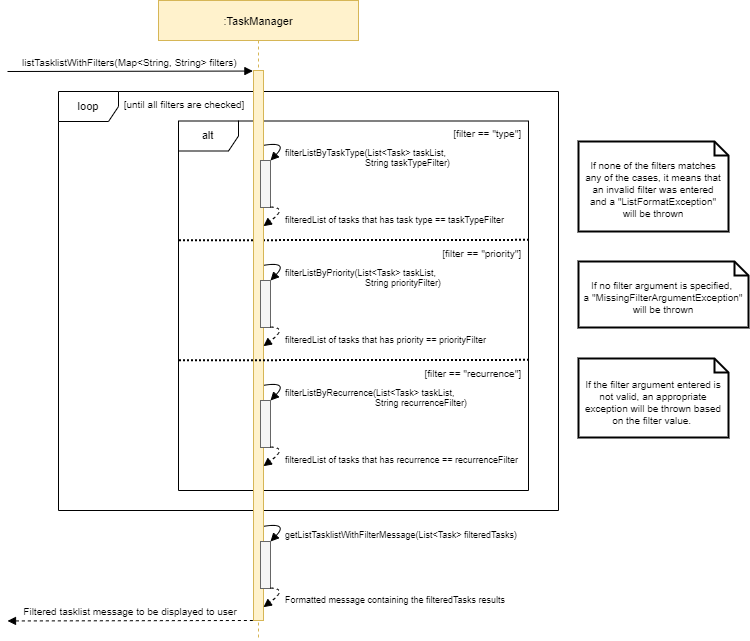 :TaskManager
listTasklistWithFilters(Map<String, String> filters)
loop
[until all filters are checked]
alt
[filter == "type"]
filterListByTaskType(List<Task> taskList,
String taskTypeFilter)
filteredList of tasks that has task type == taskTypeFilter
[filter == "priority"]
filterListByPriority(List<Task> taskList,
String priorityFilter)
filteredList of tasks that has priority == priorityFilter
[filter == "recurrence"]
filterListByRecurrence(List<Task> taskList,
String recurrenceFilter)
filteredList of tasks that has recurrence == recurrenceFilter
If none of the filters matches
any of the cases, it means that
an invalid filter was entered
and a "ListFormatException"
will be thrown
If no filter argument is specified,
a "MissingFilterArgumentException"
will be thrown
If the filter argument entered is
not valid, an appropriate
exception will be thrown based
on the filter value.
getListTasklistWithFilterMessage(List<Task> filteredTasks)
Formatted message containing the filteredTasks results
Filtered tasklist message to be displayed to user